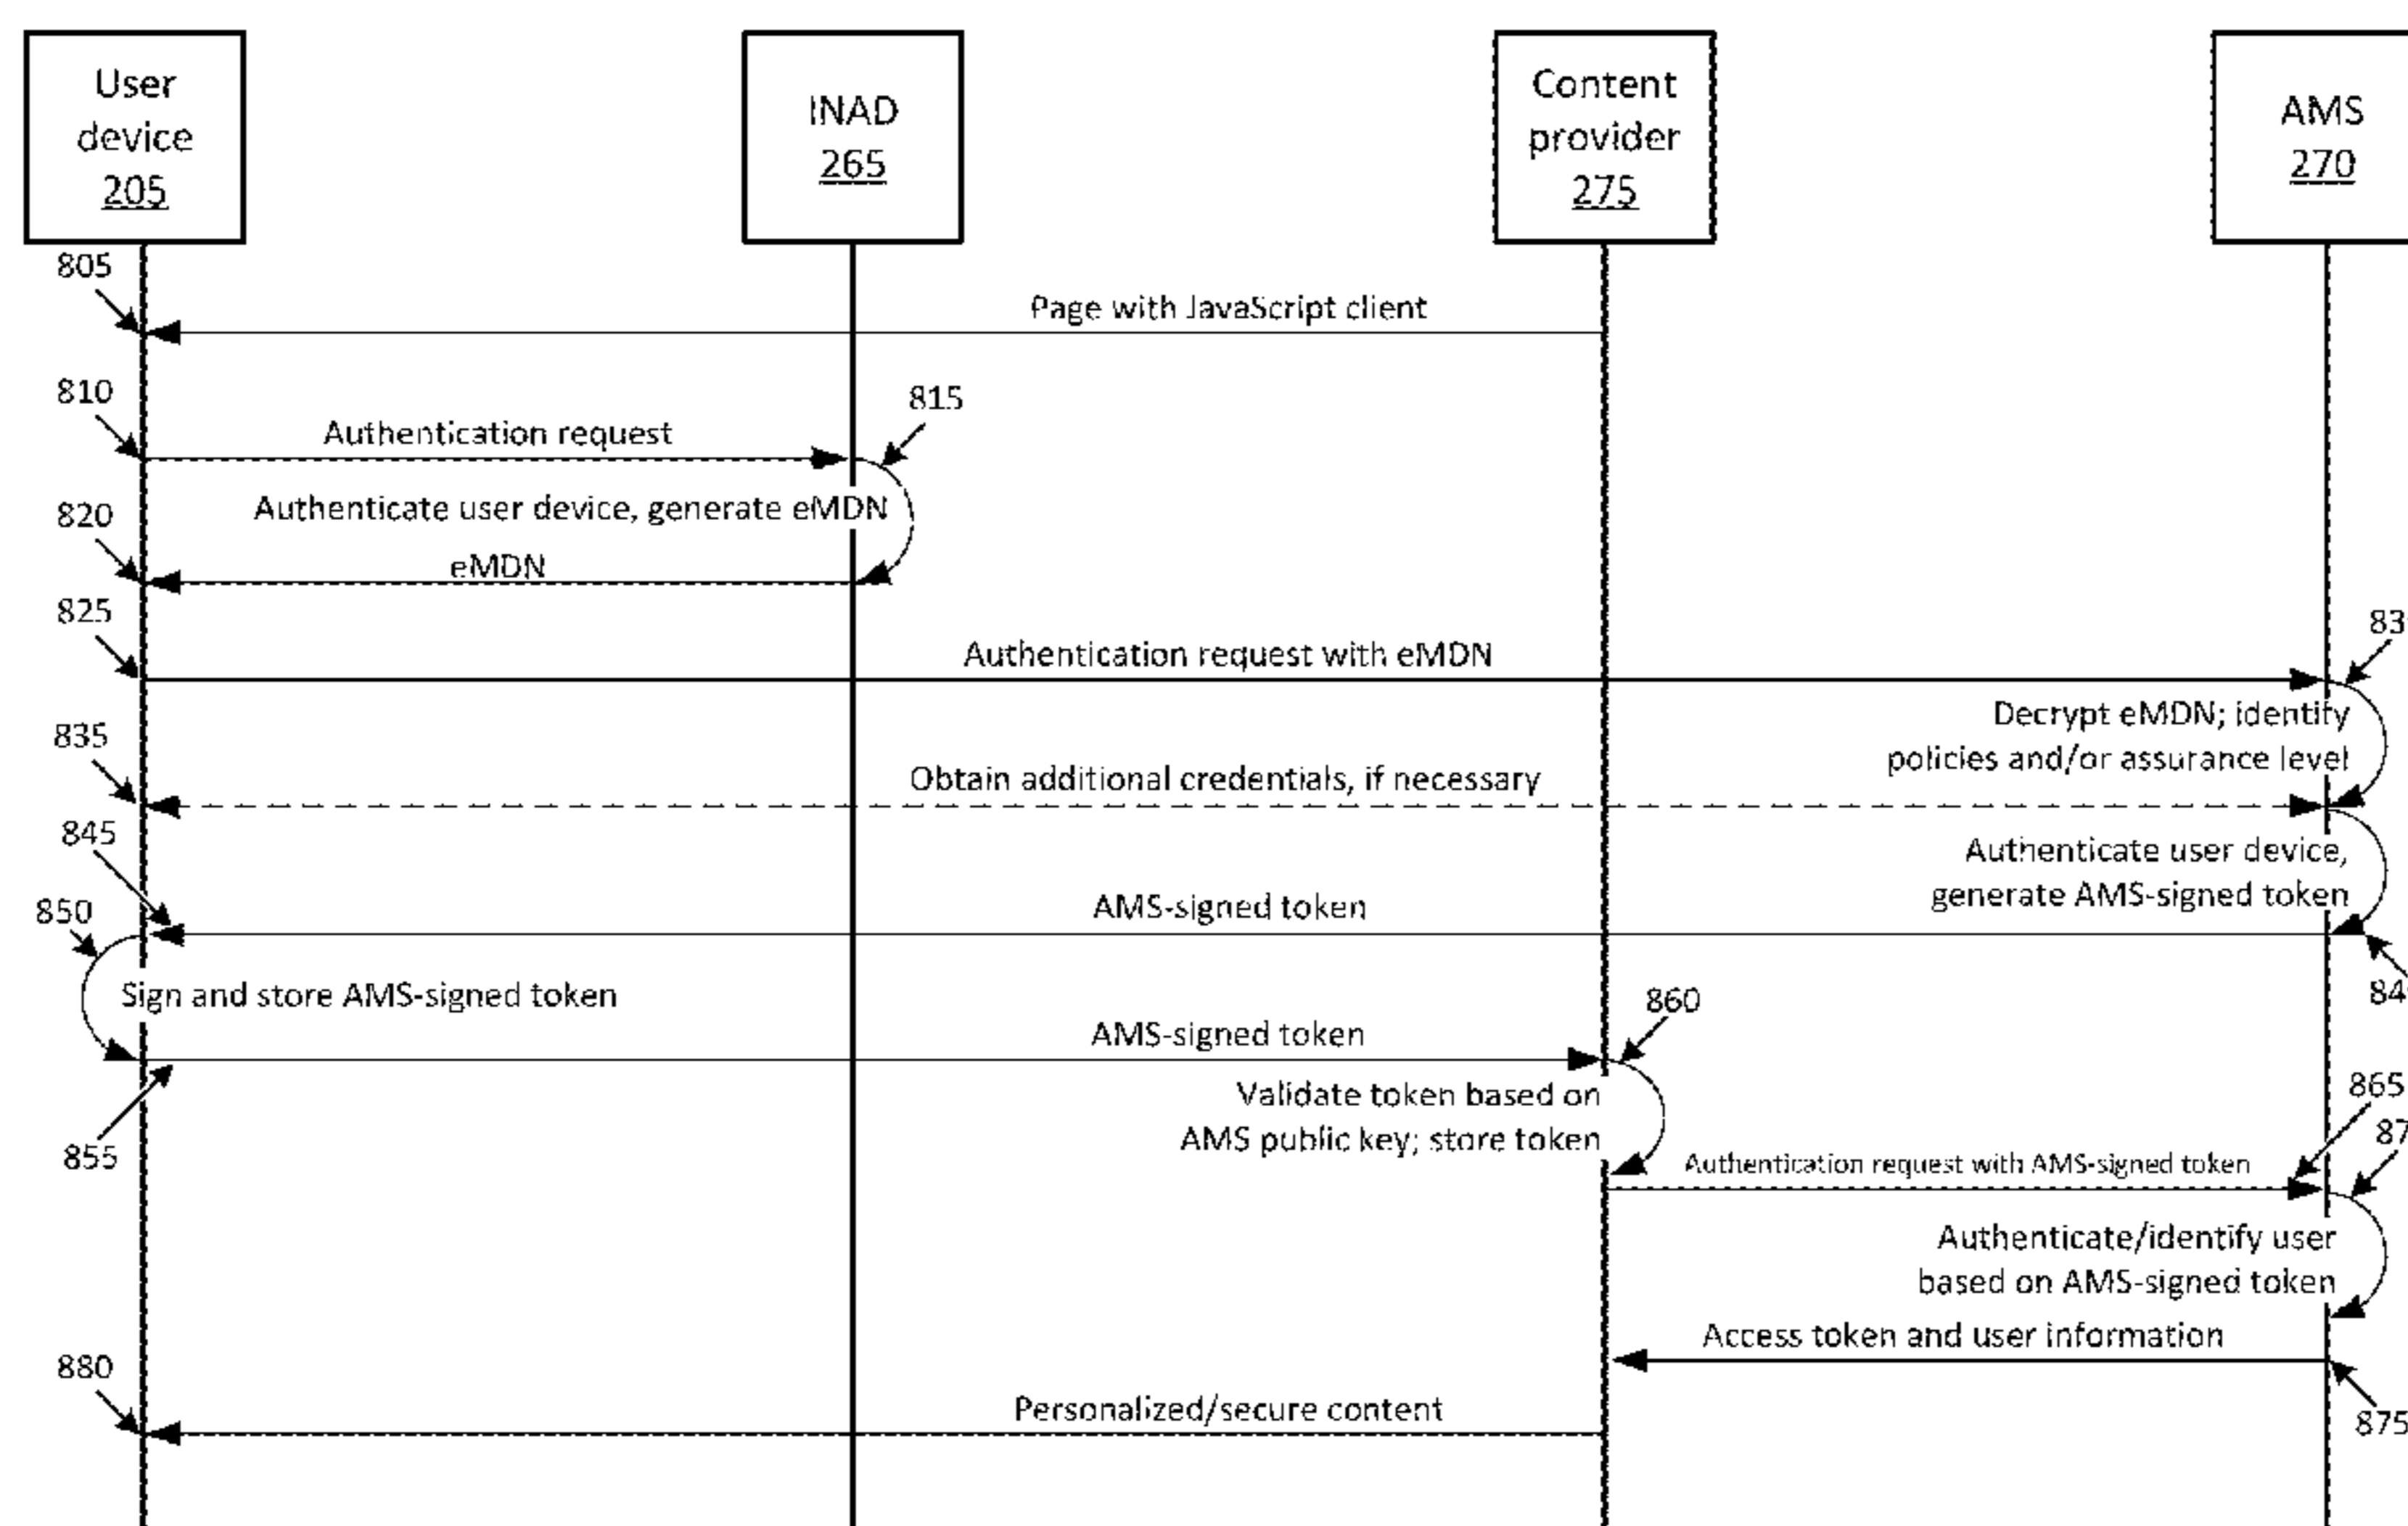 User
device
205
INAD
265
Content
provider
275
AMS
270
805
Page with JavaScript client
810
815
Authentication request
Authenticate user device, generate eMDN
820
eMDN
825
Authentication request with eMDN
83
Decrypt eMDN; identify
policies and/or assurance level
835
Obtain additional credentials, if necessary
845
Authenticate user device,
generate AMS-signed token
850
AMS-signed token
84
Sign and store AMS-signed token
860
AMS-signed token
855
Validate token based on
AMS public key; store token
865
87
Authentication request with AMS-signed token
Authenticate/identify user
based on AMS-signed token
Access token and user information
880
875
Personalized/secure content